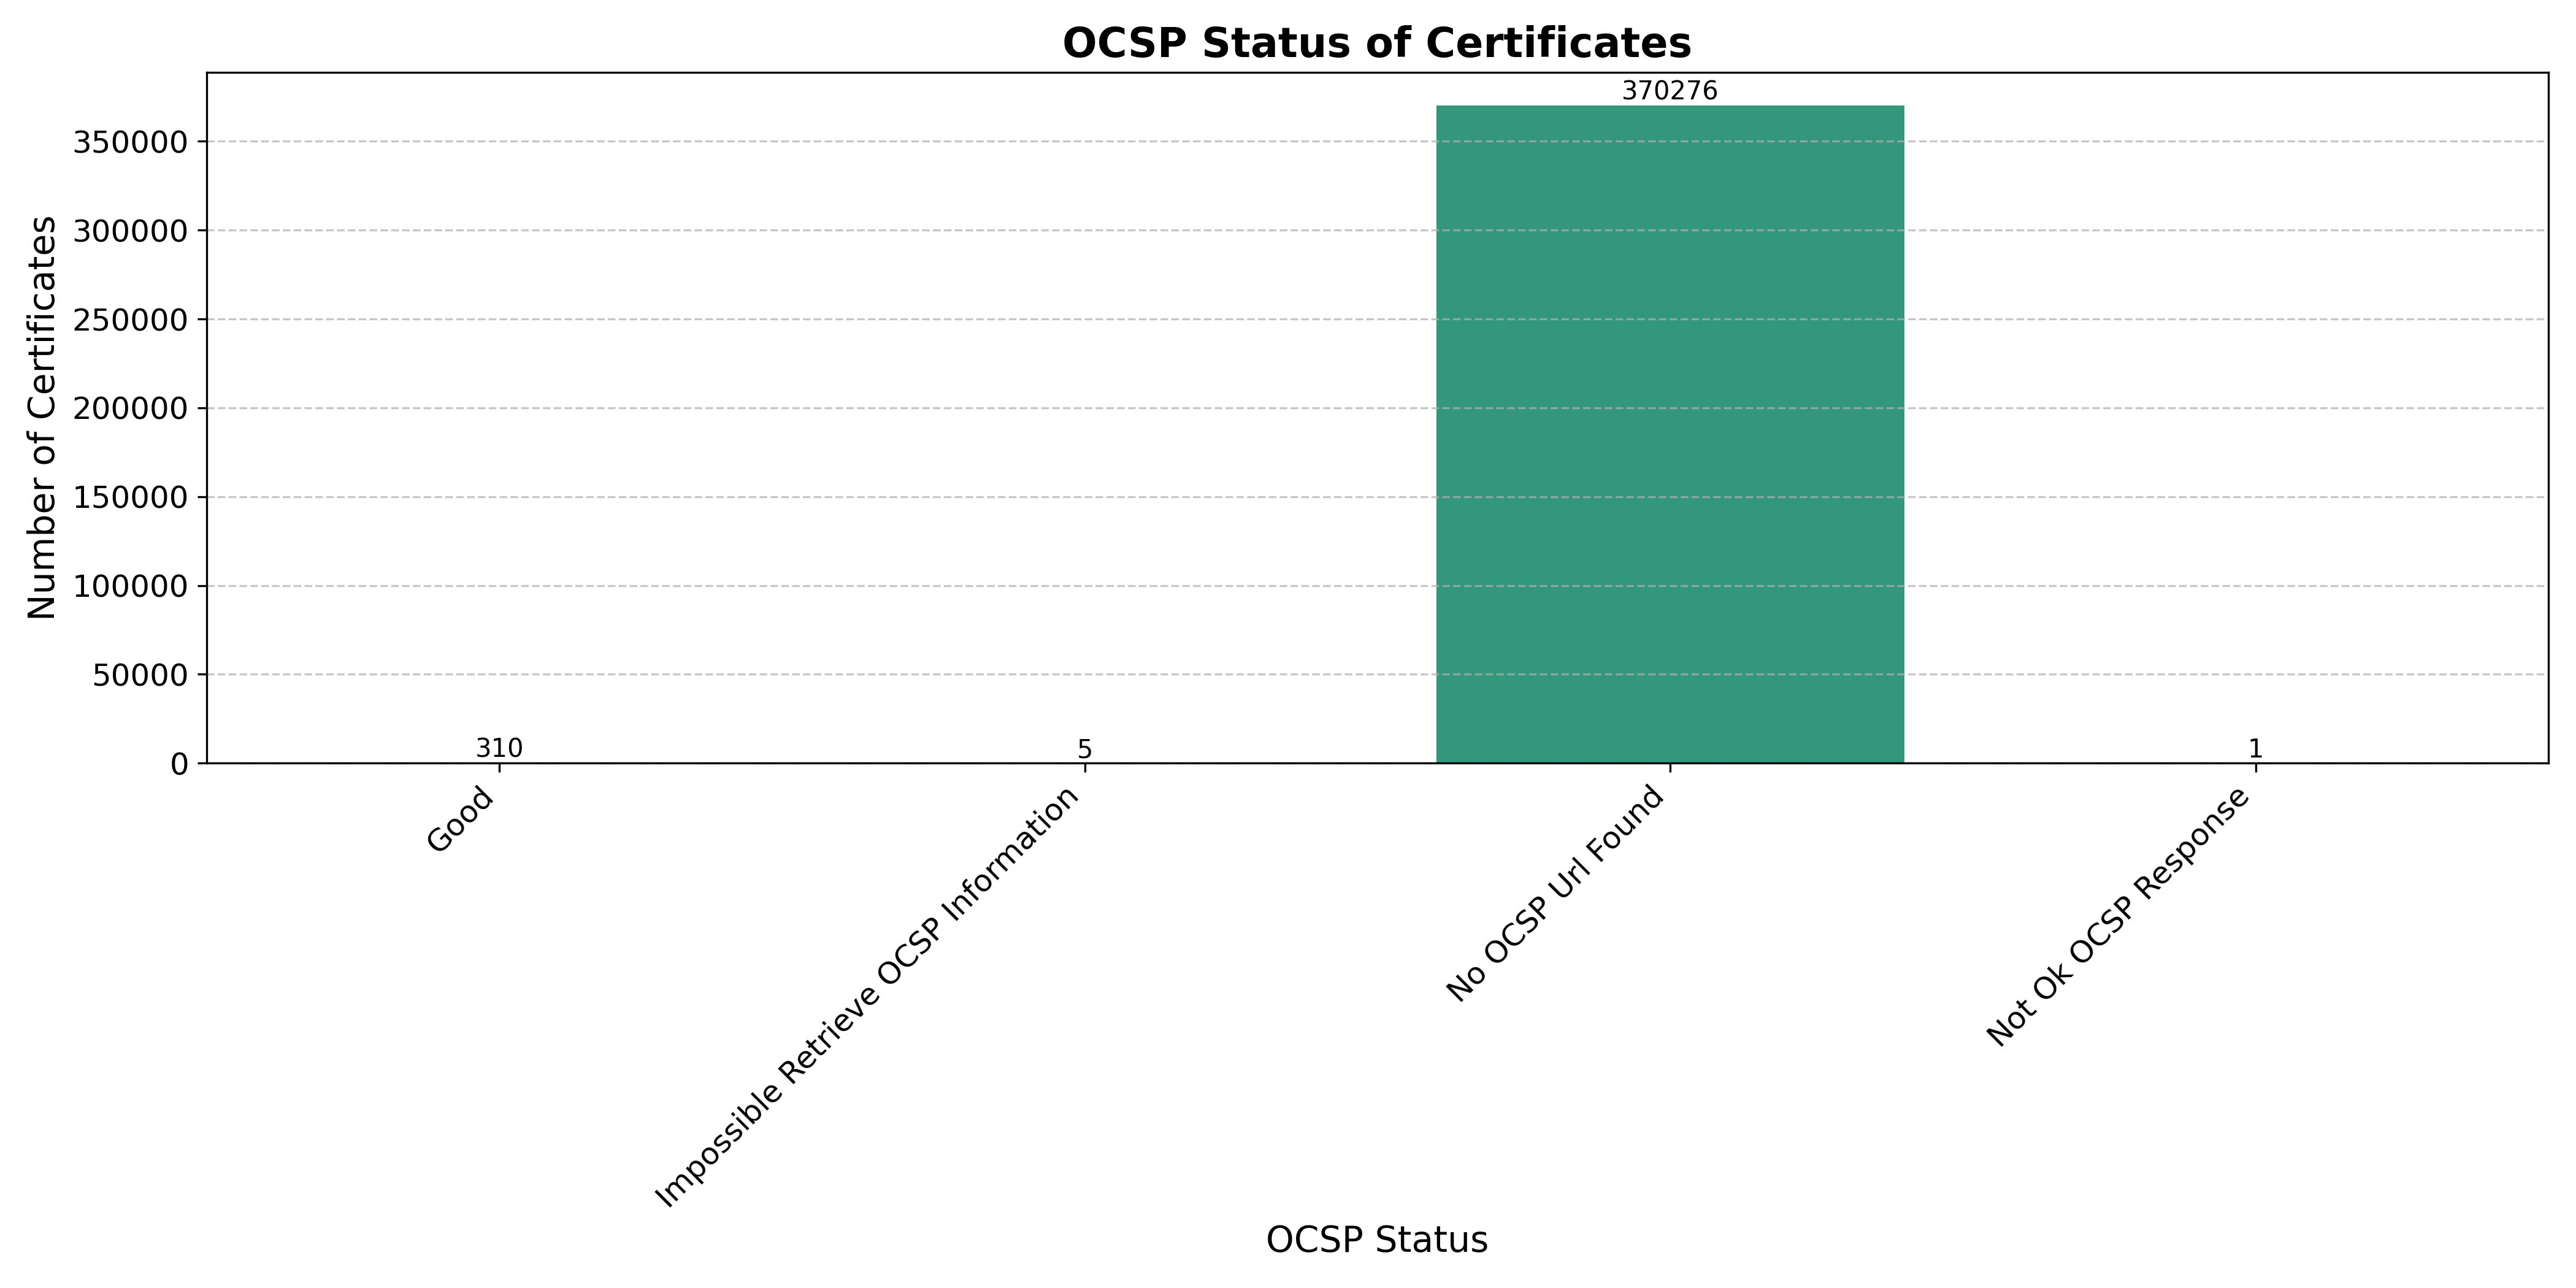 OCSP Status of Certificates
Number of Certificates
350000
300000
250000
200000
150000
100000
50000
0
310
5
370276
1
Good
Impossible Retrieve OCSP Information
No OCSP Url Found
Not Ok OCSP Response
OCSP Status